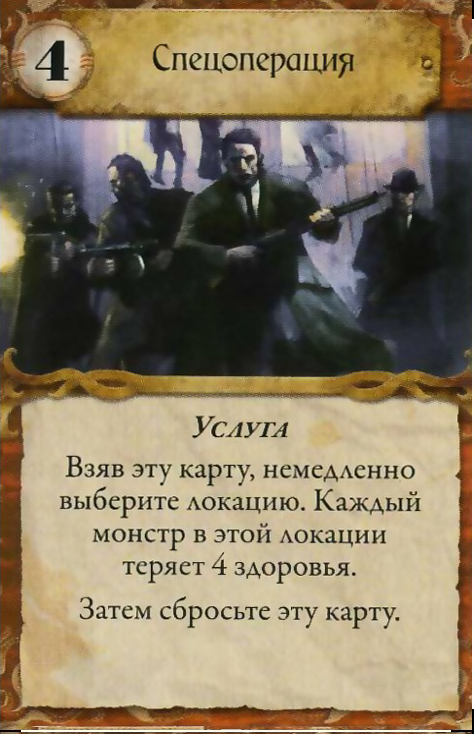 4
Спецоперация
Услуга
Взяв эту карту, немедленно
выберите локацию. Каждый
монстр в этой локации
теряет 4 здоровья.
Затем сбросьте эту карту.